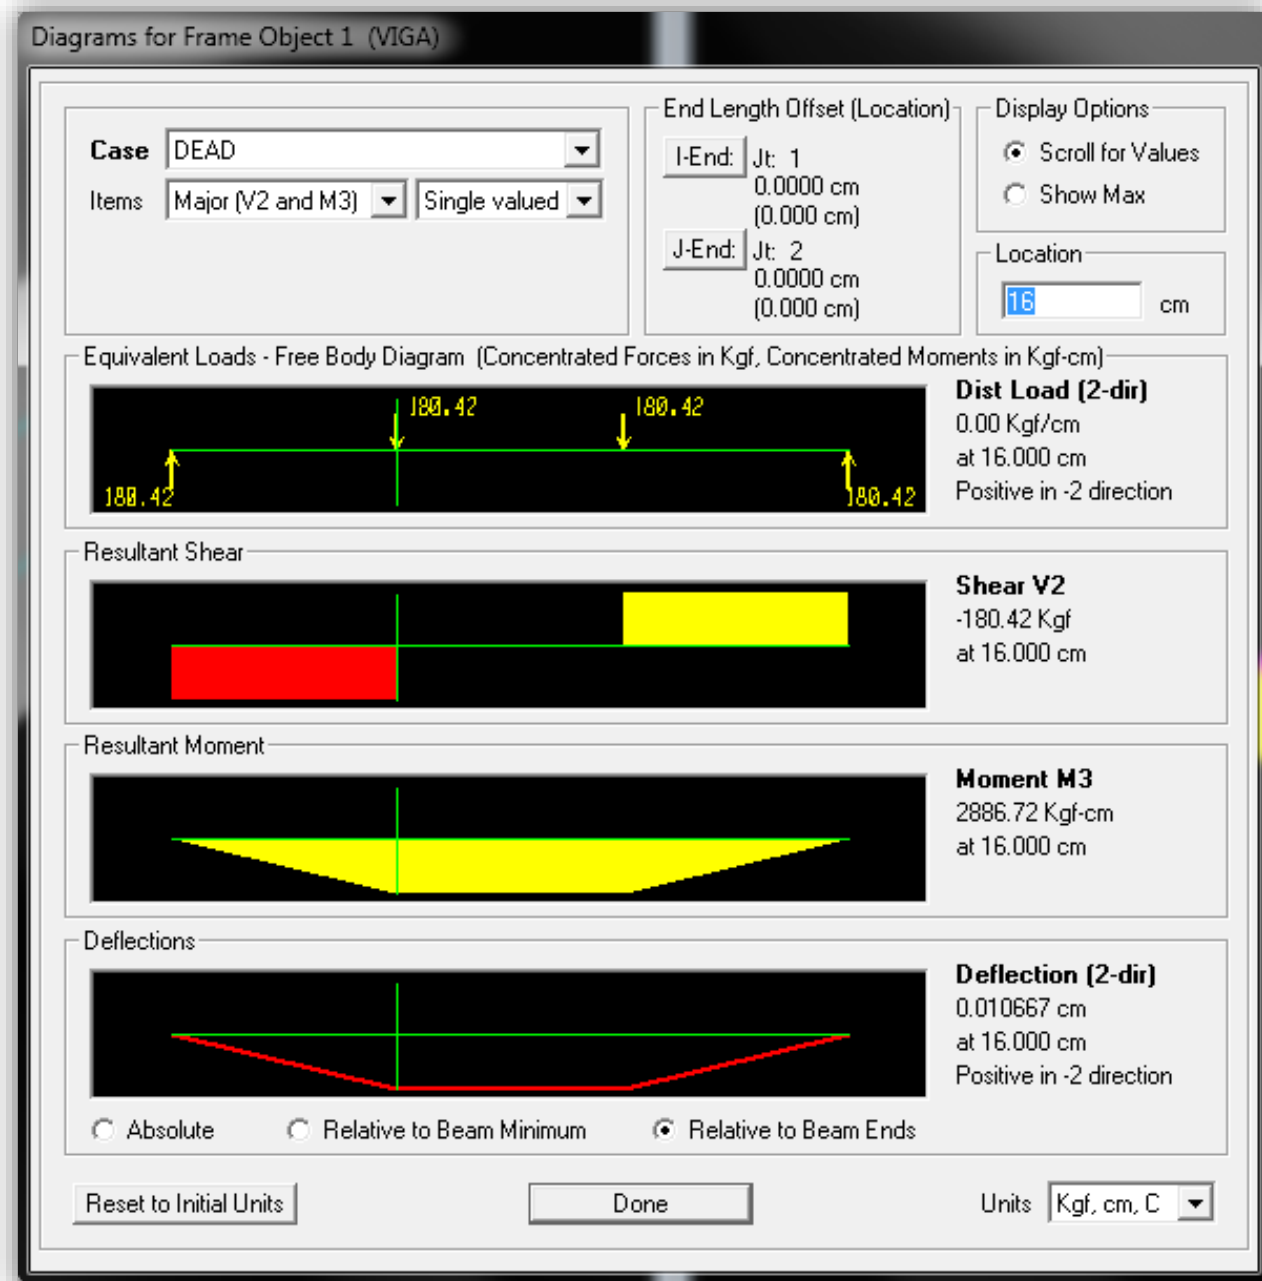 Diagrams for Frame Object 1 (VIGA)
Case DEAD
Items Major (V2 and M3) Single valued
End Length Offset (Location)
I-End: Jt: 1
0.0000 cm
(0.000 cm)
J-End: Jt: 2
0.0000 cm
(0.000 cm)
Display Options
Scroll for Values
Show Max
Location
16 cm
Equivalent Loads - Free Body Diagram (Concentrated Forces in Kgf, Concentrated Moments in Kgf-cm)
180.42 180.42
180.42 180.42
Dist Load (2-dir)
0.00 Kgf/cm
at 16.000 cm
Positive in -2 direction
Resultant Shear
Shear V2
-180.42 Kgf
at 16.000 cm
Resultant Moment
Moment M3
2886.72 Kgf-cm
at 16.000 cm
Deflections
Deflection (2-dir)
0.010667 cm
at 16.000 cm
Positive in -2 direction
Absolute Relative to Beam Minimum Relative to Beam Ends
Reset to Initial Units Done Units Kgf, cm, C